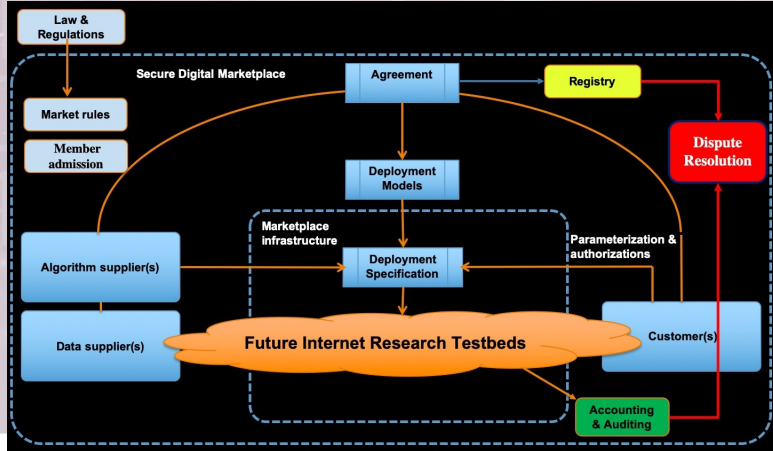 Law &
Regulations
Secure Digital Marketplace
Agreement
Registry
Market rules
Member
admission
Dispute
Resolution
Deployment
Models
Marketplace
infrastructure
Parameterization &
authorizations
Algorithm supplier(s)
Deployment
Specification
Data supplier(s)
Future Internet Research Testbeds
Customer(s)
Accounting
& Auditing